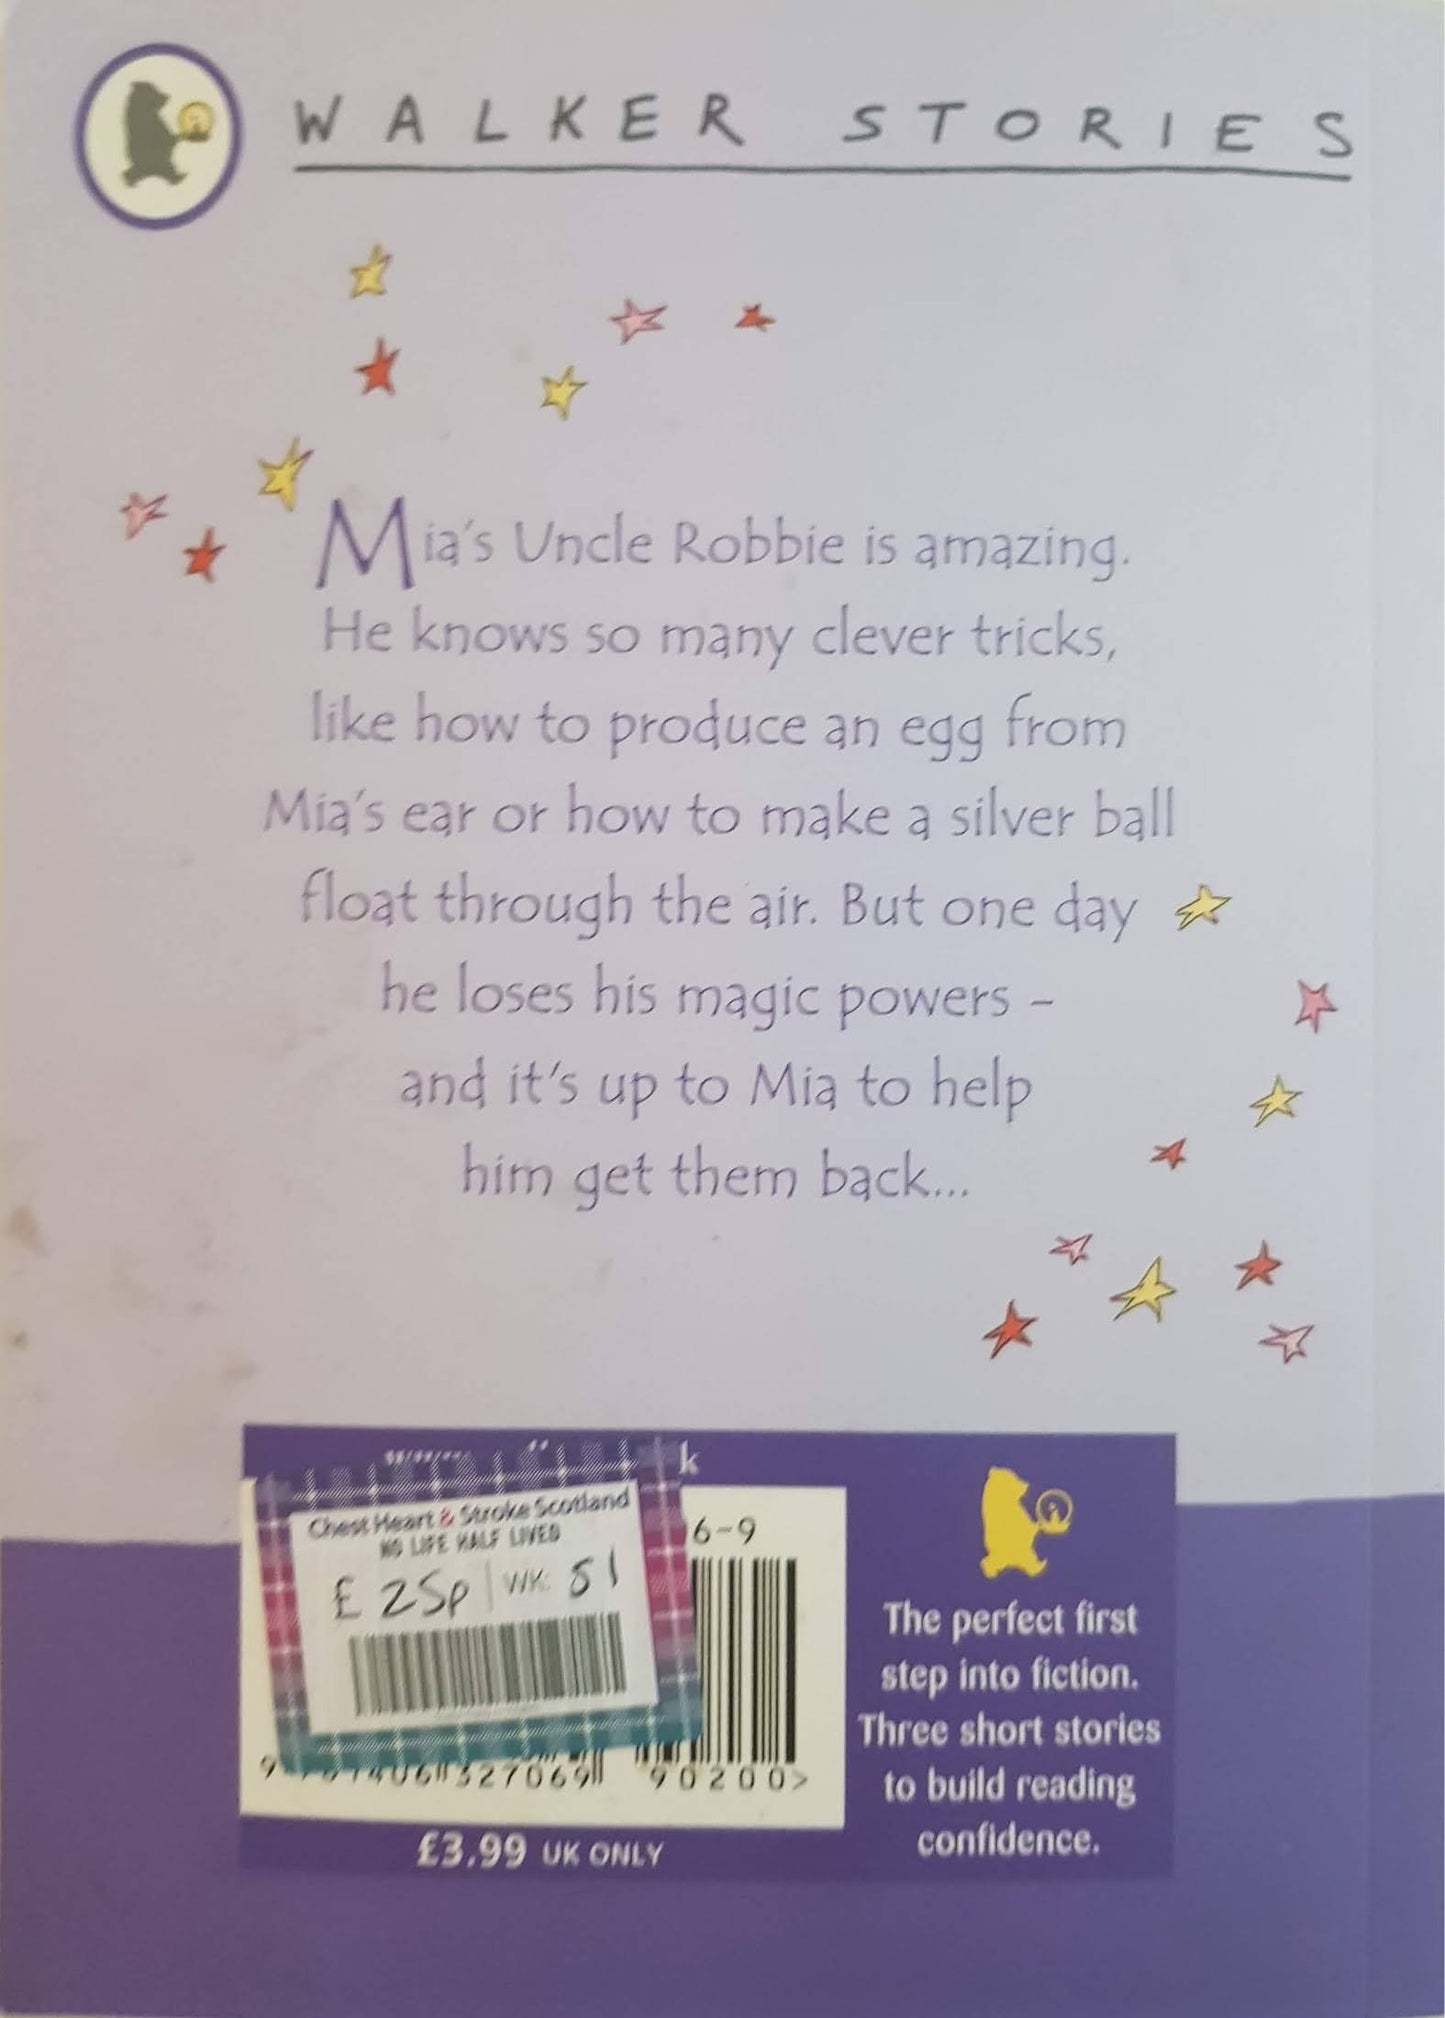 WALKER STORIES
Mia's Uncle Robbie is amazing.
He knows so many clever tricks,
like how to produce an egg from
Mia's ear or how to make a silver ball
float through the air. But one day
he loses his magic powers –
and it's up to Mia to help
him get them back...
k
Chest Heart & Stroke Scotland
NO LIFE HALF LIVED
£ 25p WK: 51
6-9
327069 90200>
£3.99 UK ONLY
The perfect first
step into fiction.
Three short stories
to build reading
confidence.